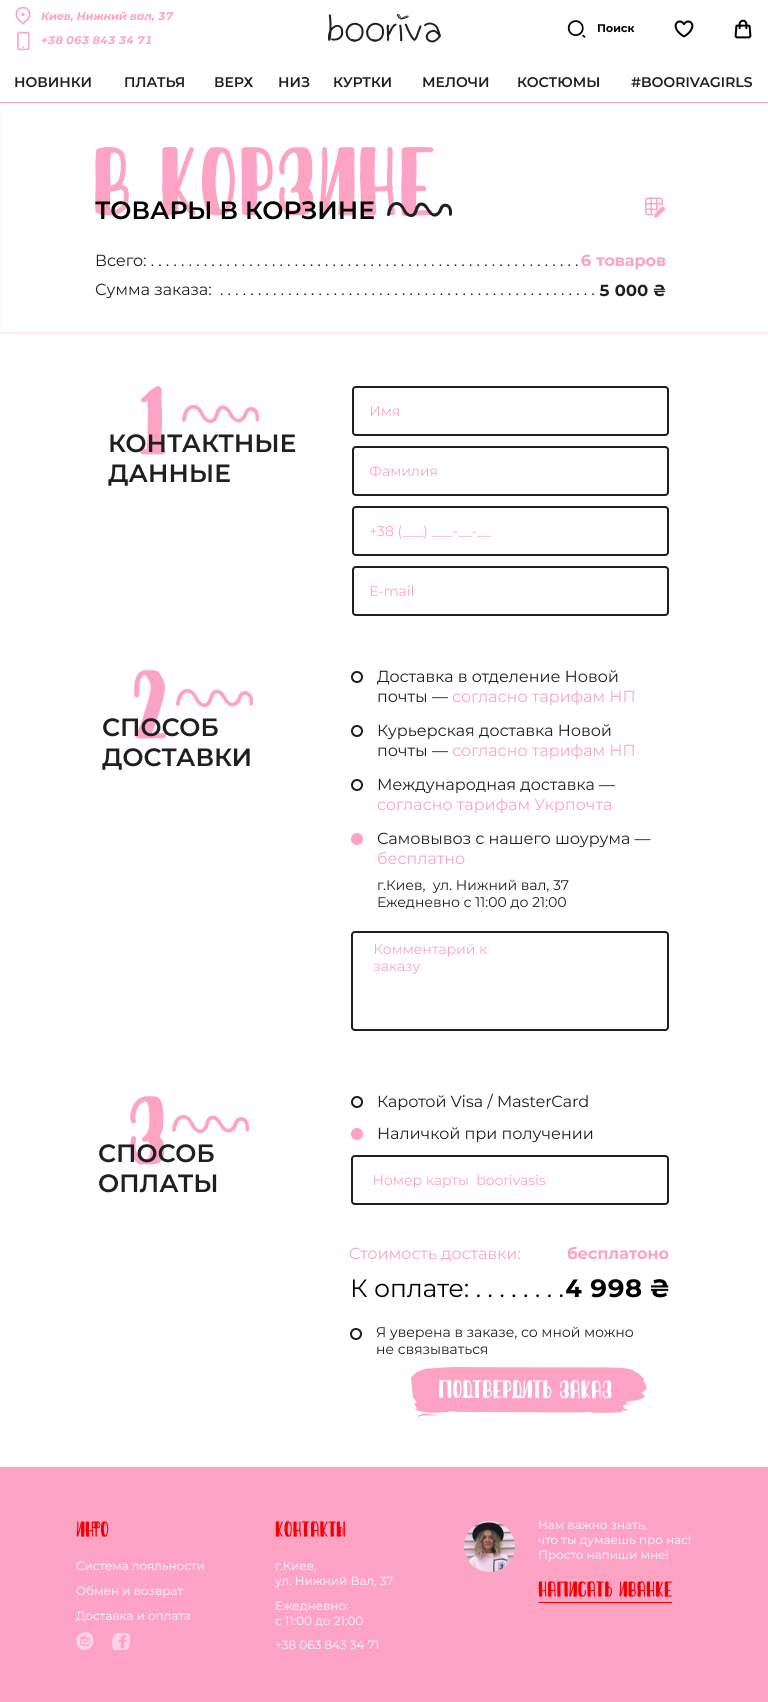 Киев, Нижний вал, 37
+38 063 843 34 71
booriva
Поиск
НОВИНКИ ПЛАТЬЯ ВЕРХ НИЗ КУРТКИ МЕЛОЧИ КОСТЮМЫ #BOORIVAGIRLS
В КОРЗИНЕ
ТОВАРЫ В КОРЗИНЕ
Всего: . . . . . . . . . . . . . . . . . . . . . . . . . . . . . . . . . . . . . . . . . . . . . . . . . . . . . . . . . 6 товаров
Сумма заказа: . . . . . . . . . . . . . . . . . . . . . . . . . . . . . . . . . . . . . . . . . . . . . . . . . . 5 000 ₴
1
КОНТАКТНЫЕ
ДАННЫЕ
Имя
Фамилия
+38 (___) ___-__-__
E-mail
2
СПОСОБ
ДОСТАВКИ
Доставка в отделение Новой
почты — согласно тарифам НП
Курьерская доставка Новой
почты — согласно тарифам НП
Международная доставка —
согласно тарифам Укрпочта
Самовывоз с нашего шоурума —
бесплатно
г.Киев,  ул. Нижний вал, 37
Ежедневно с 11:00 до 21:00
Комментарий к
заказу
3
СПОСОБ
ОПЛАТЫ
Каротой Visa / MasterCard
Наличкой при получении
Номер карты  boorivasis
Стоимость доставки: бесплатоно
К оплате: . . . . . . . . 4 998 ₴
Я уверена в заказе, со мной можно
не связываться
ПОДТВЕРДИТЬ ЗАКАЗ
ИНФО
Система лояльности
Обмен и возврат
Доставка и оплата
КОНТАКТЫ
г.Киев,
ул. Нижний Вал, 37
Ежедневно:
с 11:00 до 21:00
+38 063 843 34 71
Нам важно знать,
что ты думаешь про нас!
Просто напиши мне!
НАПИСАТЬ ИВАНКЕ